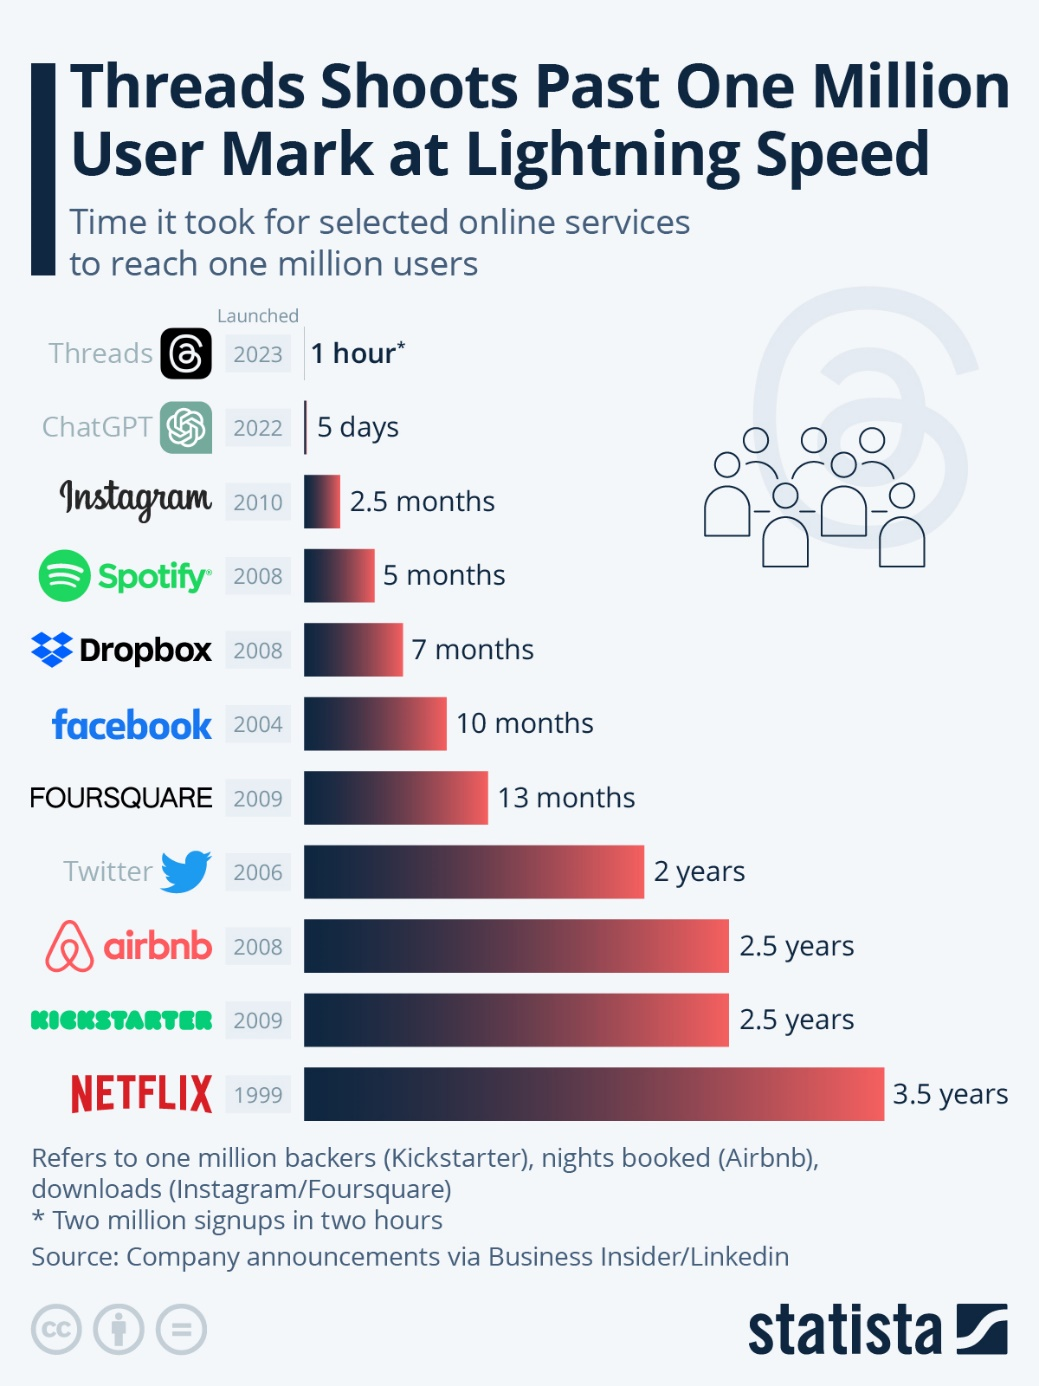 Threads Shoots Past One Million
User Mark at Lightning Speed
Time it took for selected online services
to reach one million users
Launched
Threads 2023 1 hour*
ChatGPT 2022 5 days
Instagram 2010 2.5 months
Spotify® 2008 5 months
Dropbox 2008 7 months
facebook 2004 10 months
FOURSQUARE 2009 13 months
Twitter 2006 2 years
airbnb 2008 2.5 years
KICKSTARTER 2009 2.5 years
NETFLIX 1999 3.5 years
Refers to one million backers (Kickstarter), nights booked (Airbnb),
downloads (Instagram/Foursquare)
* Two million signups in two hours
Source: Company announcements via Business Insider/Linkedin
cc
statista